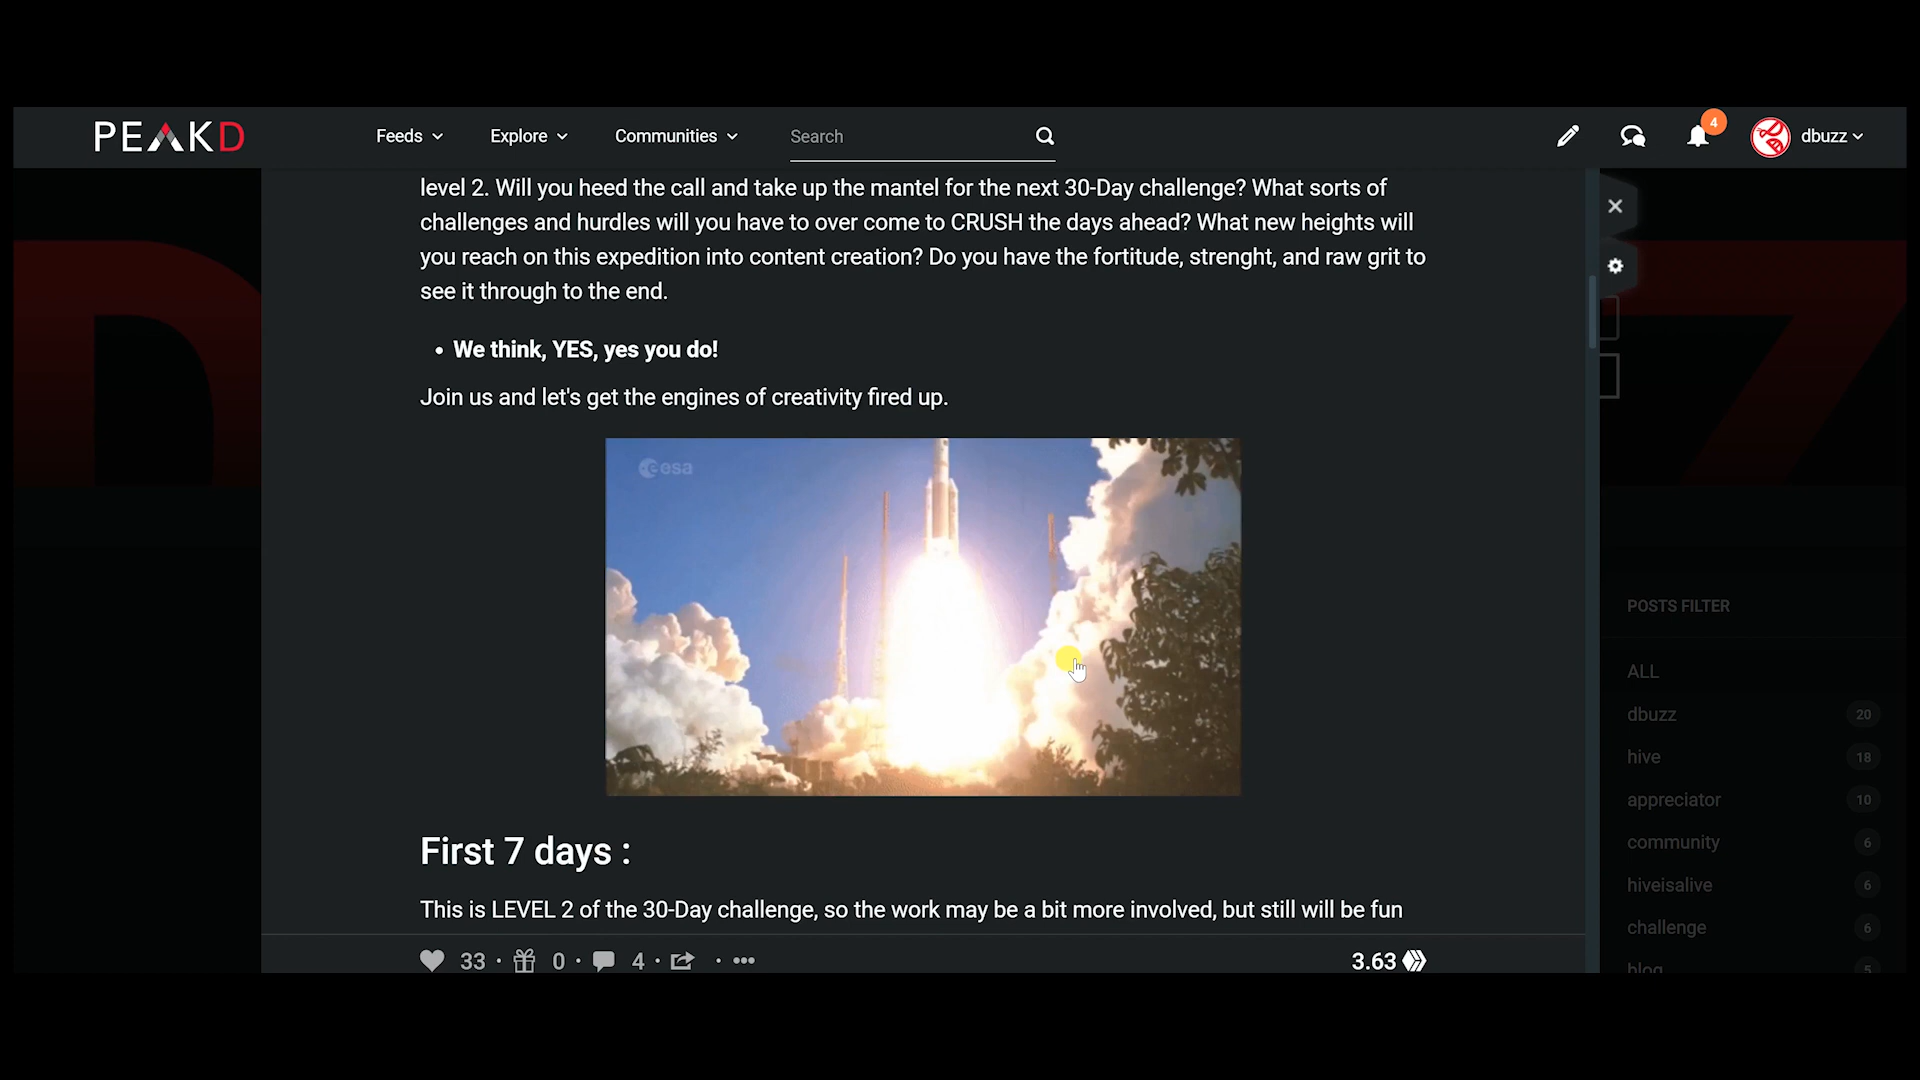 PEAKD
Feeds
Explore
Communities
Search
4
dbuzz
level 2. Will you heed the call and take up the mantel for the next 30-Day challenge? What sorts of
challenges and hurdles will you have to over come to CRUSH the days ahead? What new heights will
you reach on this expedition into content creation? Do you have the fortitude, strenght, and raw grit to
see it through to the end.
• We think, YES, yes you do!
Join us and let's get the engines of creativity fired up.
esa
First 7 days :
This is LEVEL 2 of the 30-Day challenge, so the work may be a bit more involved, but still will be fun
33 · 0 · 4 · · •••
3.63
POSTS FILTER
ALL
dbuzz 20
hive 18
appreciator 10
community 6
hiveisalive 6
challenge 6
blog 5